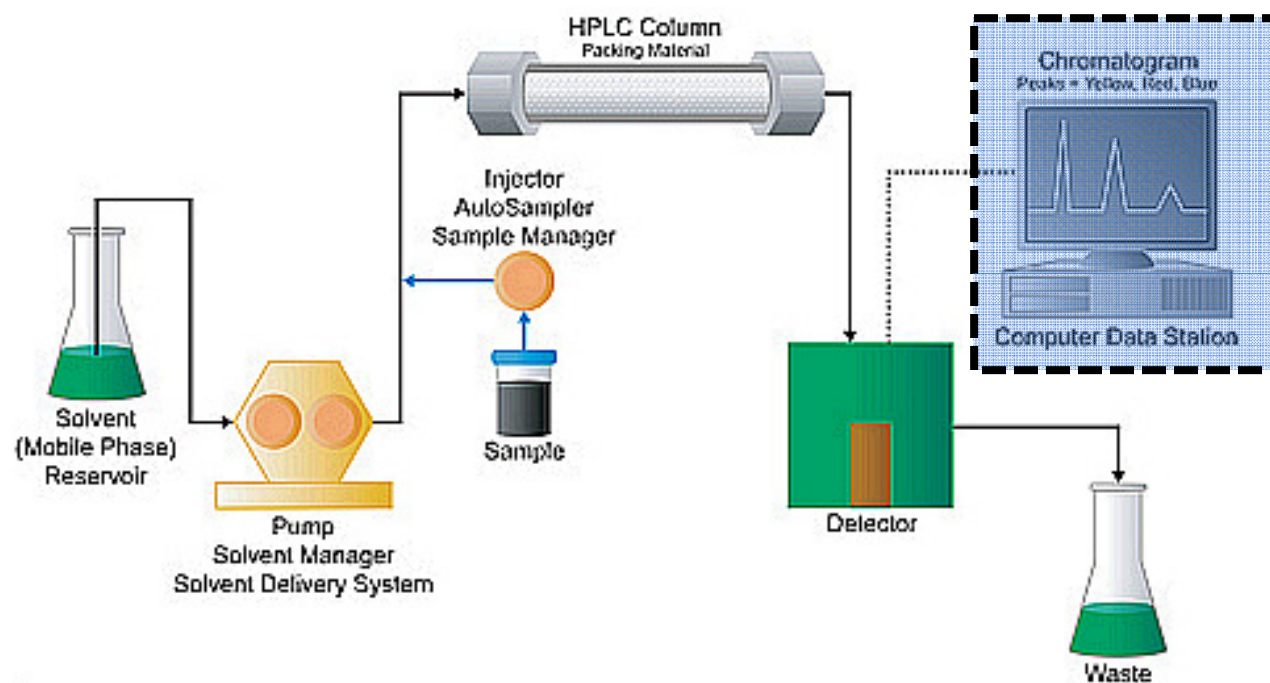 HPLC Column
Packing Material
Chromatogram
Peaks = Yellow, Red, Blue
Computer Data Station
Injector
AutoSampler
Sample Manager
Sample
Solvent
(Mobile Phase)
Reservoir
Pump
Solvent Manager
Solvent Delivery System
Detector
Waste